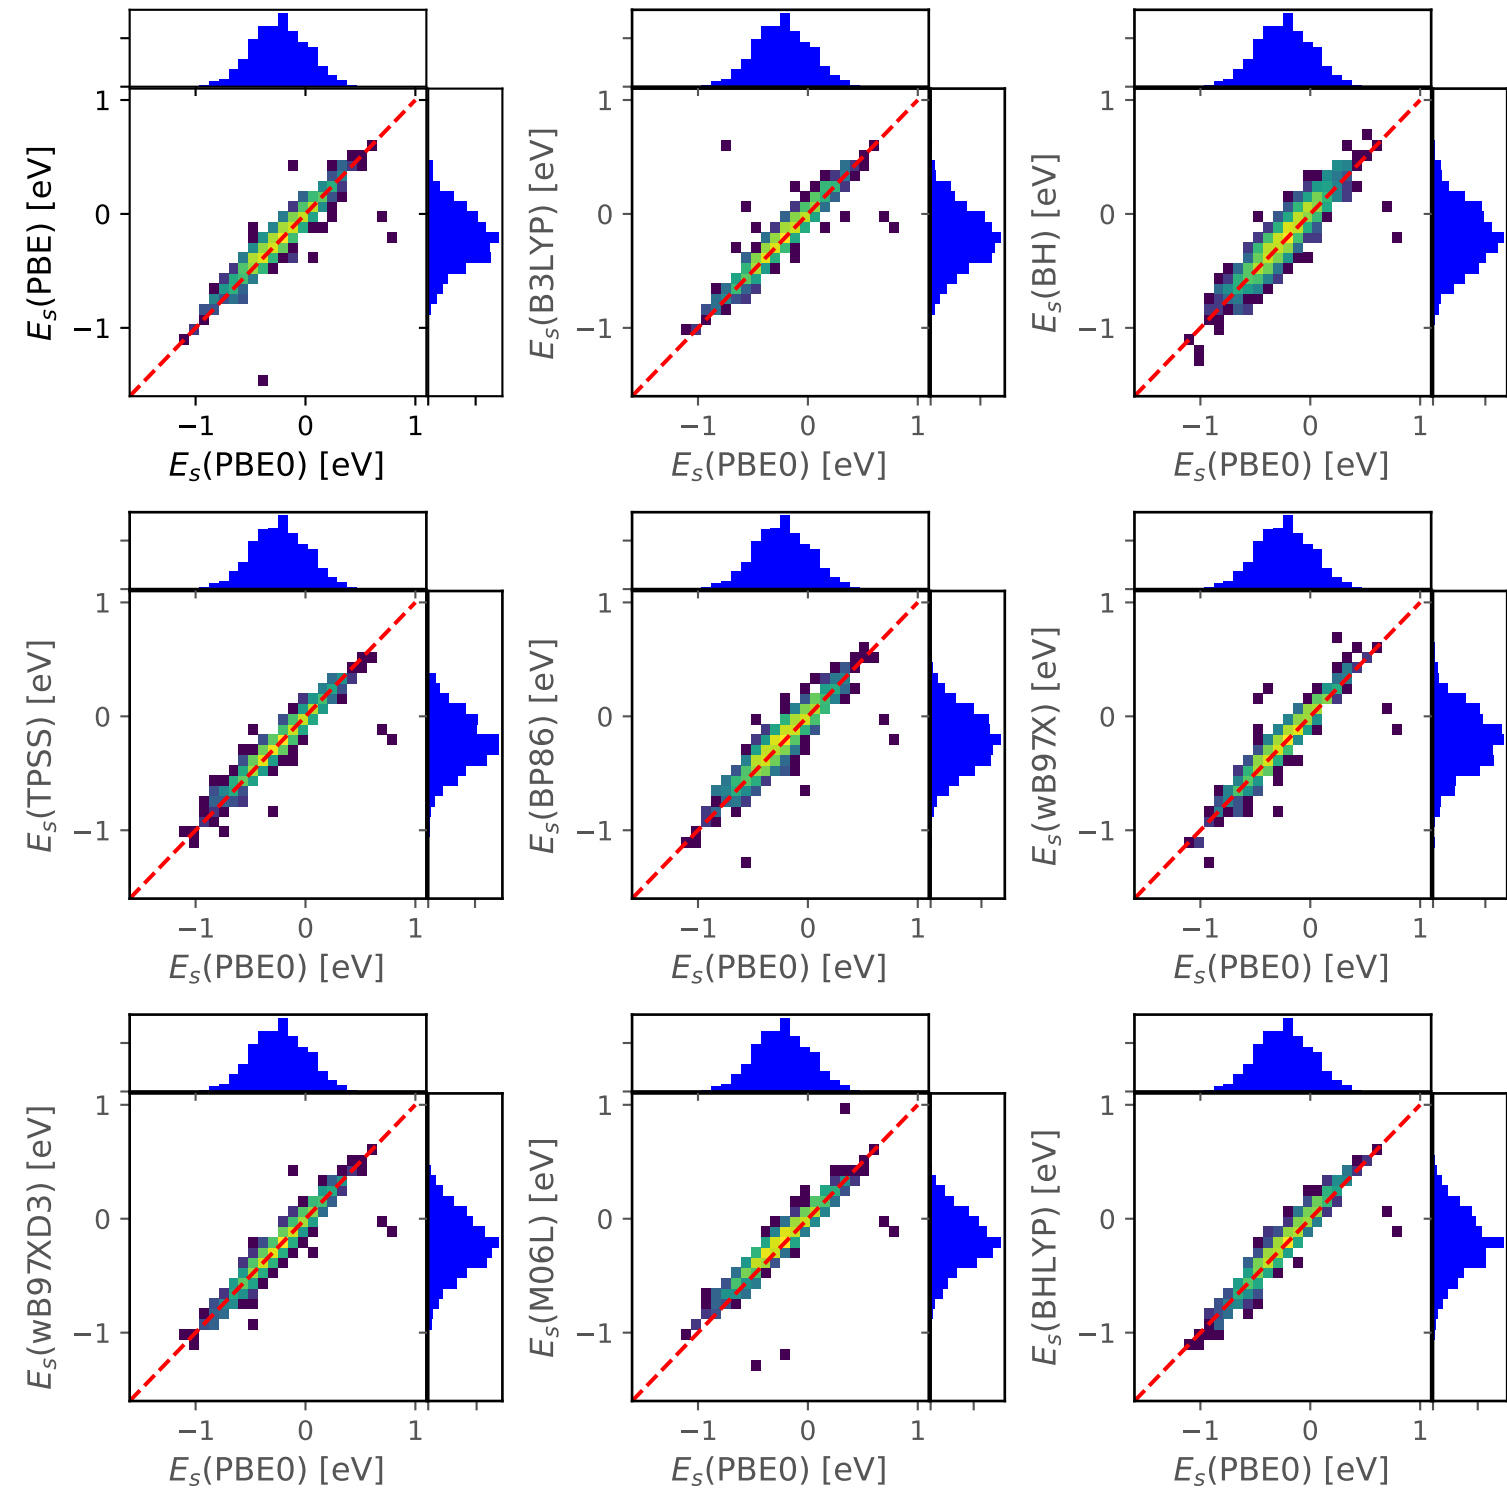 1
0
−1
E_s(PBE) [eV]
−1 0 1
E_s(PBE0) [eV]
1
0
−1
E_s(B3LYP) [eV]
−1 0 1
E_s(PBE0) [eV]
1
0
−1
E_s(BH) [eV]
−1 0 1
E_s(PBE0) [eV]
1
0
−1
E_s(TPSS) [eV]
−1 0 1
E_s(PBE0) [eV]
1
0
−1
E_s(BP86) [eV]
−1 0 1
E_s(PBE0) [eV]
1
0
−1
E_s(wB97X) [eV]
−1 0 1
E_s(PBE0) [eV]
1
0
−1
E_s(wB97XD3) [eV]
−1 0 1
E_s(PBE0) [eV]
1
0
−1
E_s(M06L) [eV]
−1 0 1
E_s(PBE0) [eV]
1
0
−1
E_s(BHLYP) [eV]
−1 0 1
E_s(PBE0) [eV]